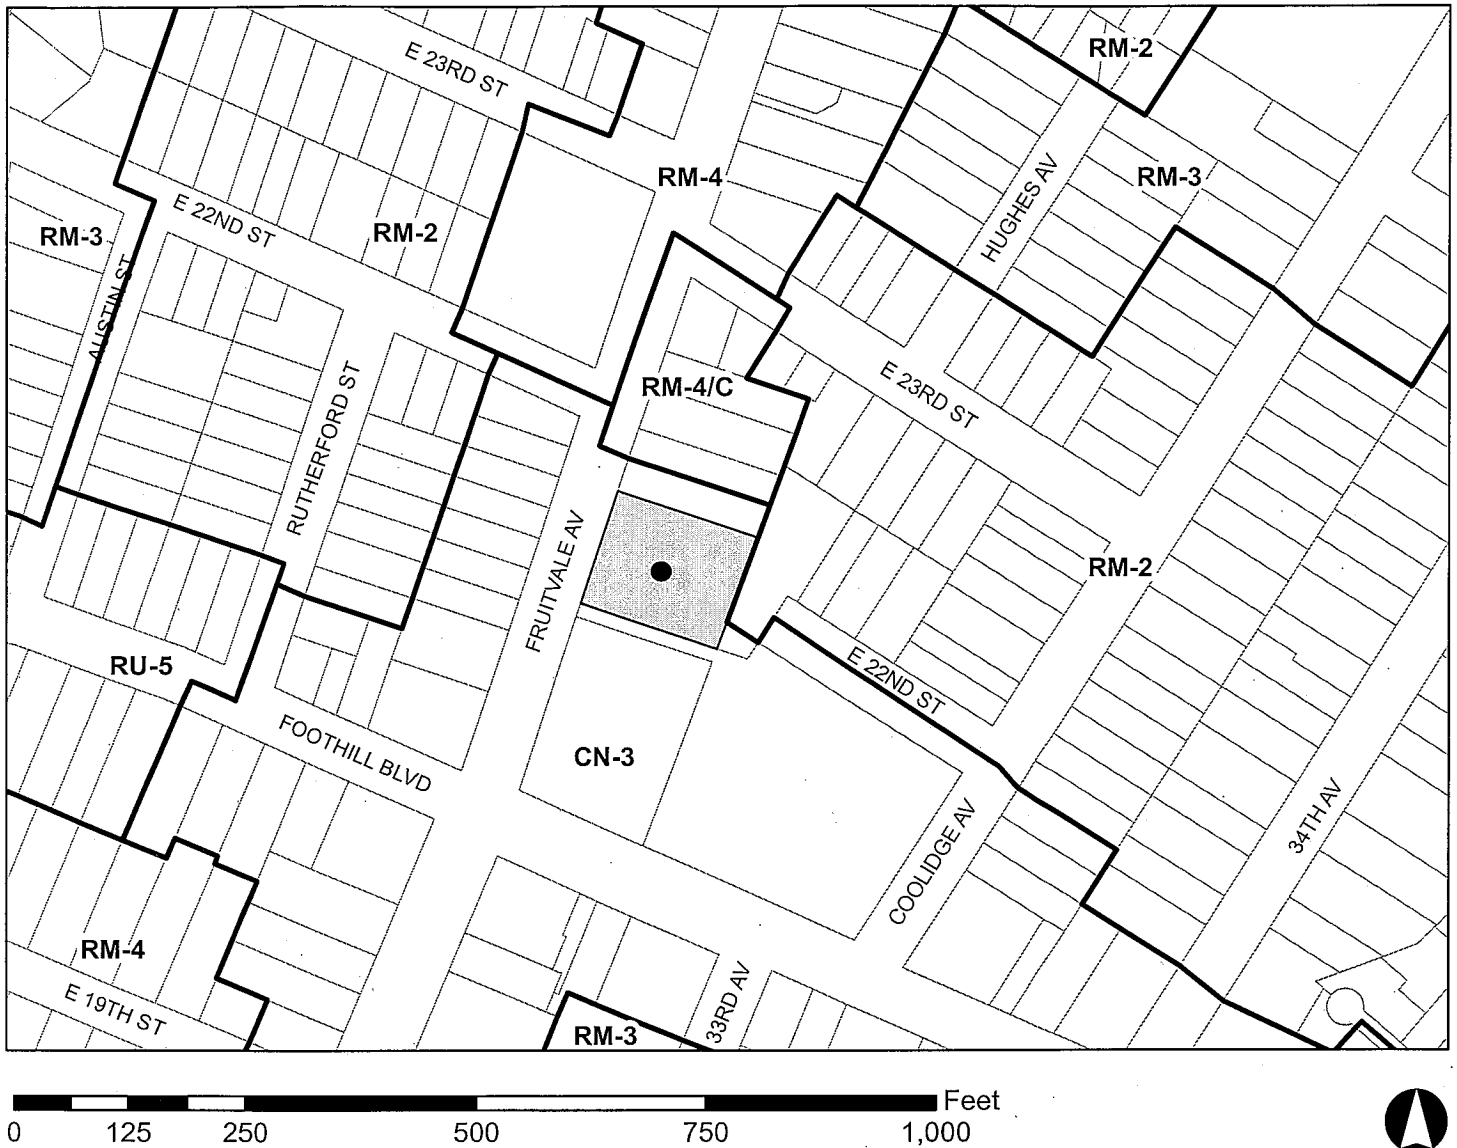 RM-2
E 23RD ST
RM-4
RM-3
HUGHES AV
E 22ND ST
RM-2
RM-3
AUSTIN ST
RM-4/C
E 23RD ST
RUTHERFORD ST
FRUITVALE AV
RM-2
RU-5
E 22ND ST
FOOTHILL BLVD
CN-3
34TH AV
COOLIDGE AV
RM-4
E 19TH ST
33RD AV
RM-3
Feet
0 125 250 500 750 1,000